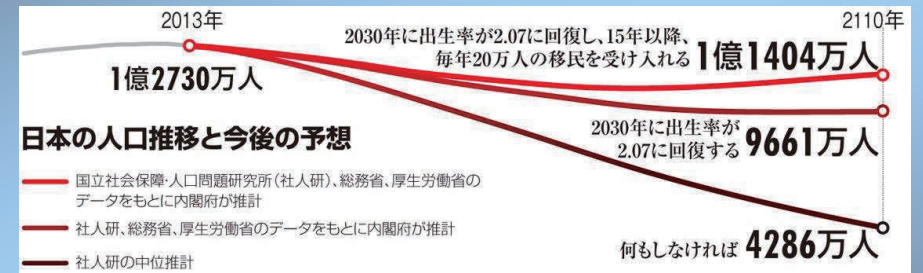 2013年
2110年
2030年に出生率が2.07に回復し、15年以降、
毎年20万人の移民を受け入れる 1億1404万人
1億2730万人
2030年に出生率が
2.07に回復する 9661万人
日本の人口推移と今後の予想
国立社会保障・人口問題研究所(社人研)、総務省、厚生労働省の
データをもとに内閣府が推計
社人研、総務省、厚生労働省のデータをもとに内閣府が推計
社人研の中位推計
何もしなければ 4286万人